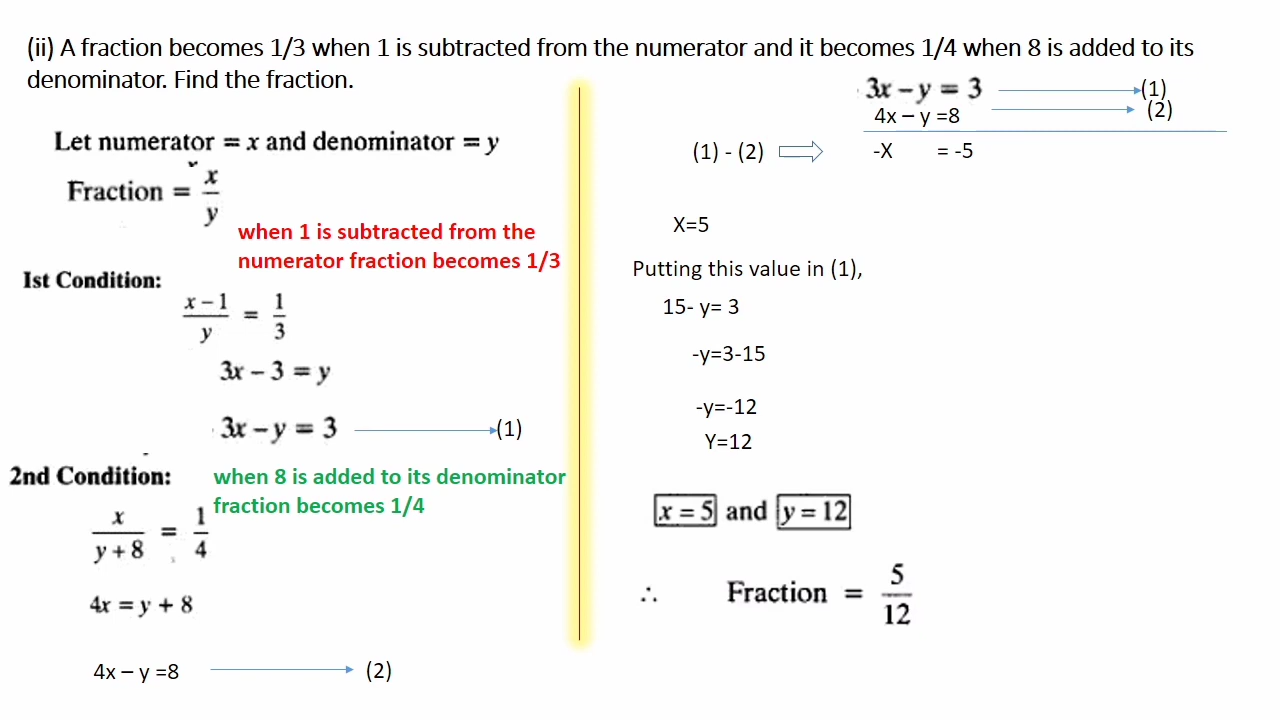 (ii) A fraction becomes 1/3 when 1 is subtracted from the numerator and it becomes 1/4 when 8 is added to its
denominator. Find the fraction.
Let numerator = x and denominator = y
Fraction = x/y
when 1 is subtracted from the
numerator fraction becomes 1/3
Ist Condition:
(x – 1)/y = 1/3
3x – 3 = y
3x – y = 3 (1)
2nd Condition:
when 8 is added to its denominator
fraction becomes 1/4
x/(y + 8) = 1/4
4x = y + 8
4x – y =8 (2)
3x – y = 3 (1)
4x – y =8 (2)
(1) - (2) -X = -5
X=5
Putting this value in (1),
15- y= 3
-y=3-15
-y=-12
Y=12
x = 5 and y = 12
∴ Fraction = 5/12